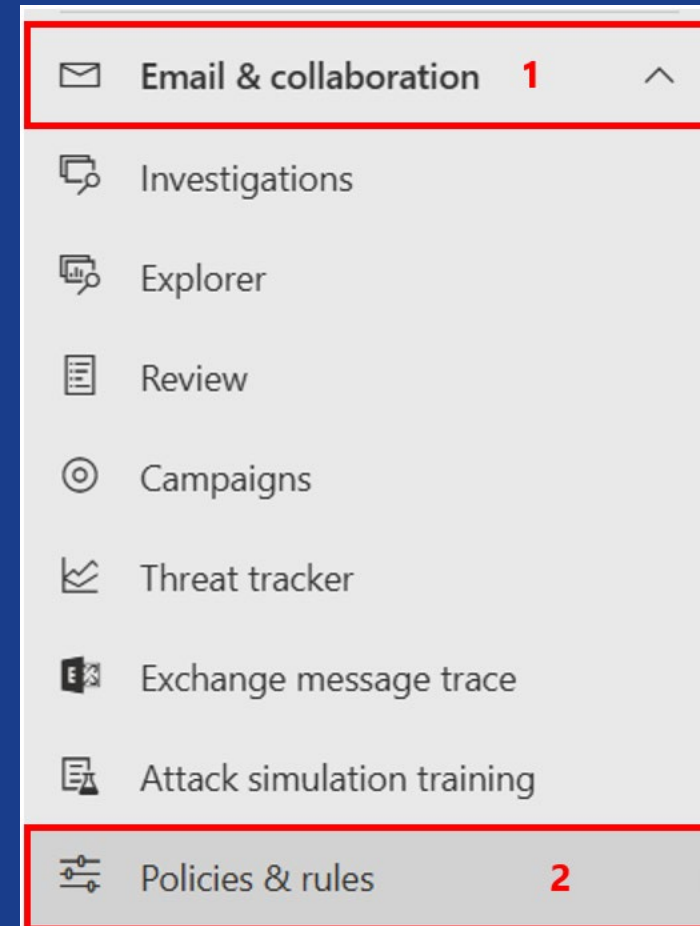 Email & collaboration 1
Investigations
Explorer
Review
Campaigns
Threat tracker
Exchange message trace
Attack simulation training
Policies & rules 2